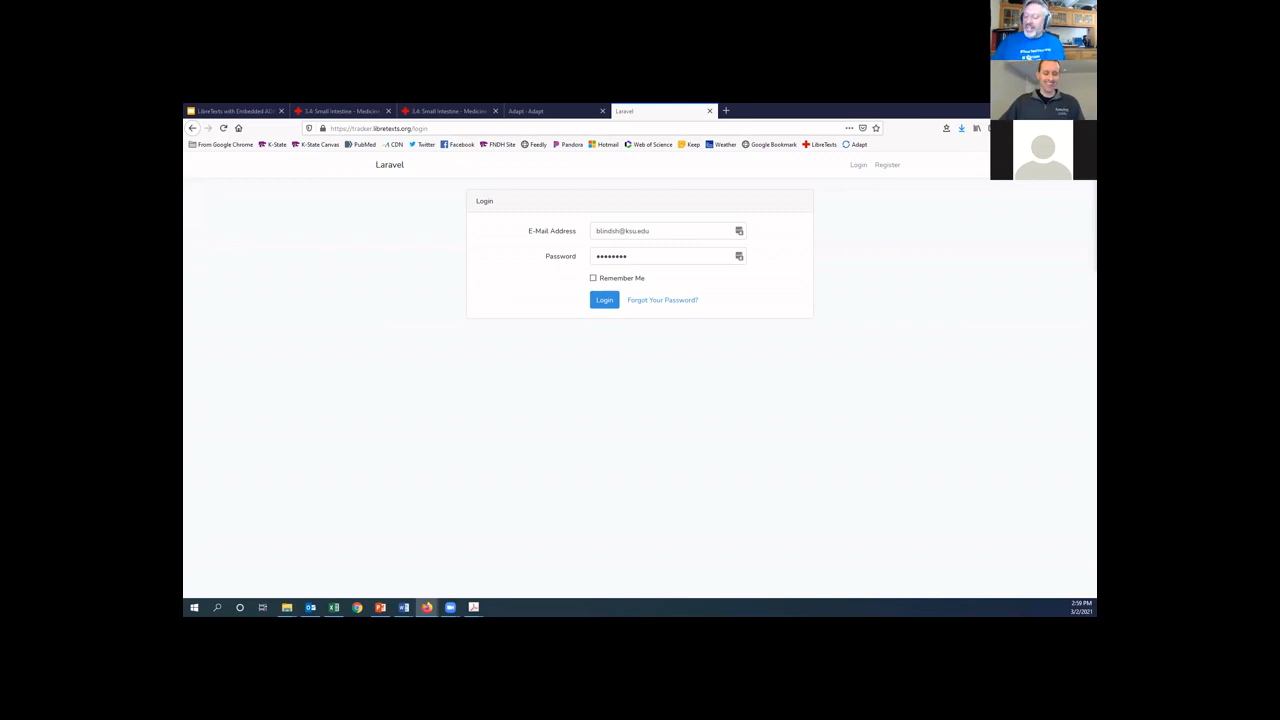 LibreTexts with Embedded AD
3.4: Small Intestine - Medicine
3.4: Small Intestine - Medicine
Adapt - Adapt
Laravel
https://tracker.libretexts.org/login
From Google Chrome K-State K-State Canvas PubMed CDN Twitter Facebook FNDH Site Feedly Pandora Hotmail Web of Science Keep Weather Google Bookmark LibreTexts Adapt
Laravel
Login Register
Login
E-Mail Address
blindsh@ksu.edu
Password
Remember Me
Login Forgot Your Password?
2:59 PM
3/2/2021